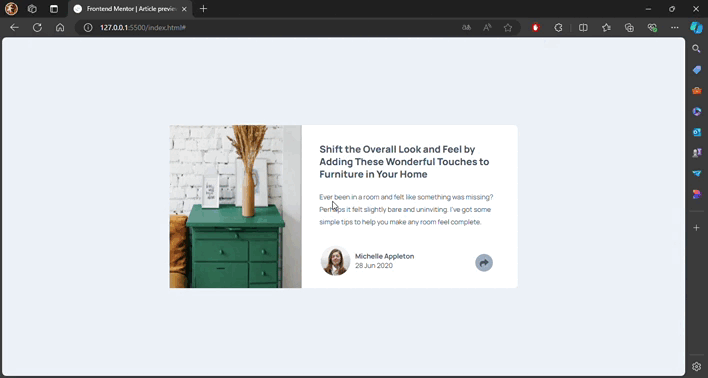 Frontend Mentor | Article preview
127.0.0.1:5500/index.html#
Shift the Overall Look and Feel by
Adding These Wonderful Touches to
Furniture in Your Home
Ever been in a room and felt like something was missing?
Perhaps it felt slightly bare and uninviting. I've got some
simple tips to help you make any room feel complete.
Michelle Appleton
28 Jun 2020